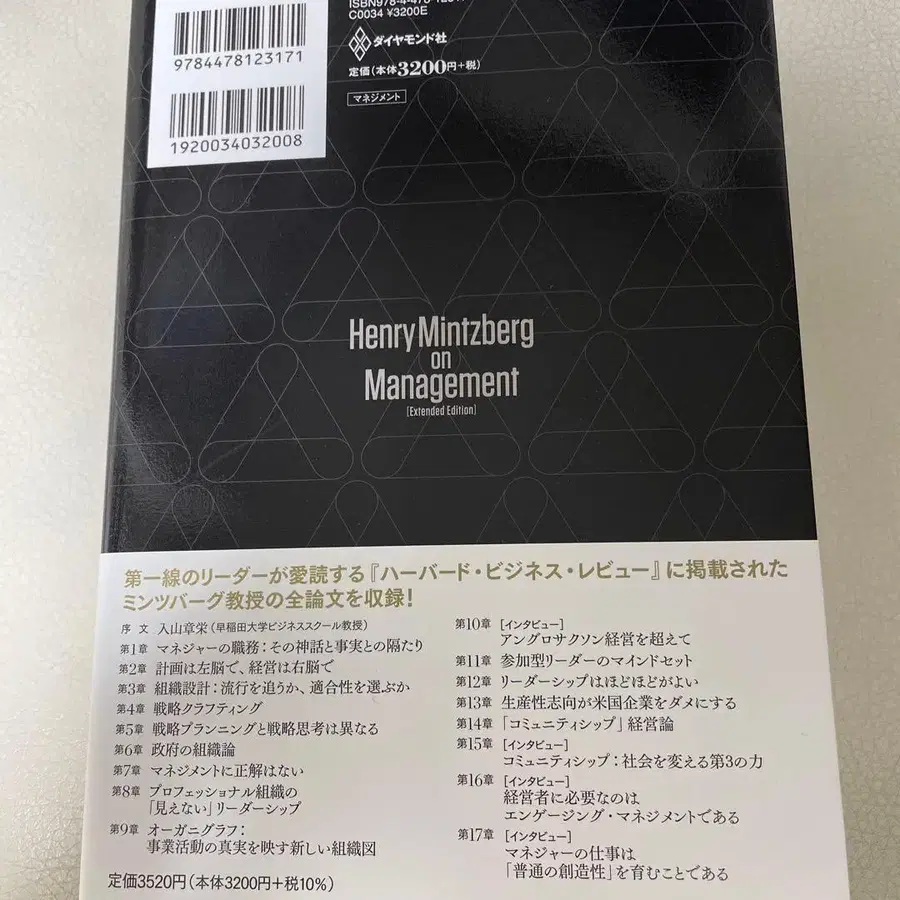 9784478123171
1920034032008
C0034 ¥3200E
ダイヤモンド社
定価(本体3200円+税)
マネジメント
Henry Mintzberg
on
Management
[Extended Edition]
第一線のリーダーが愛読する『ハーバード・ビジネス・レビュー』に掲載された
ミンツバーグ教授の全論文を収録!
序 文 入山章栄(早稲田大学ビジネススクール教授)
第1章 マネジャーの職務:その神話と事実との隔たり
第2章 計画は左脳で、経営は右脳で
第3章 組織設計:流行を追うか、適合性を選ぶか
第4章 戦略クラフティング
第5章 戦略プランニングと戦略思考は異なる
第6章 政府の組織論
第7章 マネジメントに正解はない
第8章 プロフェッショナル組織の
「見えない」リーダーシップ
第9章 オーガニグラフ:
事業活動の真実を映す新しい組織図
第10章 [インタビュー]
アングロサクソン経営を超えて
第11章 参加型リーダーのマインドセット
第12章 リーダーシップはほどほどがよい
第13章 生産性志向が米国企業をダメにする
第14章 「コミュニティシップ」経営論
第15章 [インタビュー]
コミュニティシップ:社会を変える第3の力
第16章 [インタビュー]
経営者に必要なのは
エンゲージング・マネジメントである
第17章 [インタビュー]
マネジャーの仕事は
「普通の創造性」を育むことである
定価3520円(本体3200円+税10%)